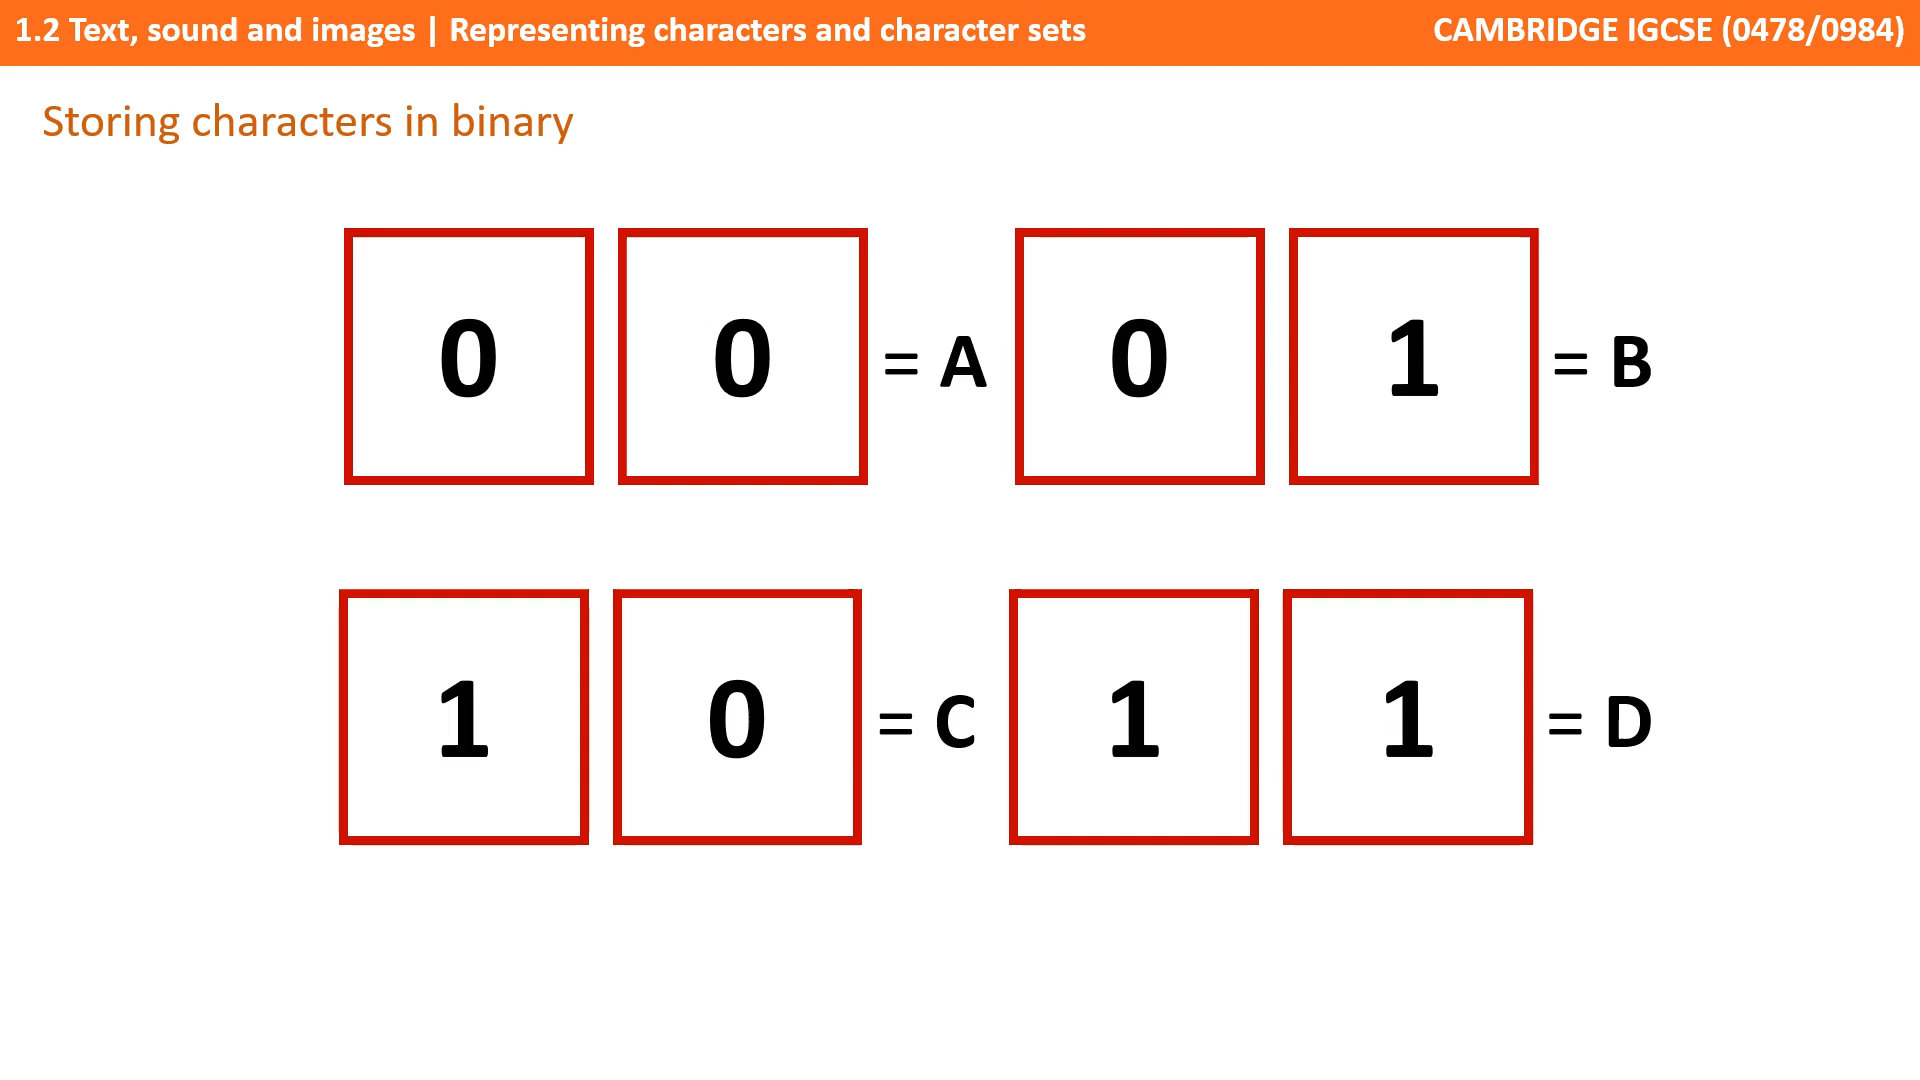 1.2 Text, sound and images | Representing characters and character sets CAMBRIDGE IGCSE (0478/0984)
Storing characters in binary
0 0 = A 0 1 = B
1 0 = C 1 1 = D